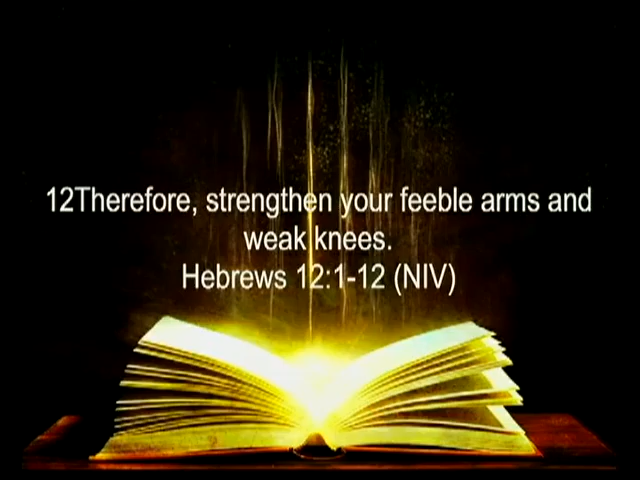 12Therefore, strengthen your feeble arms and
weak knees.
Hebrews 12:1-12 (NIV)